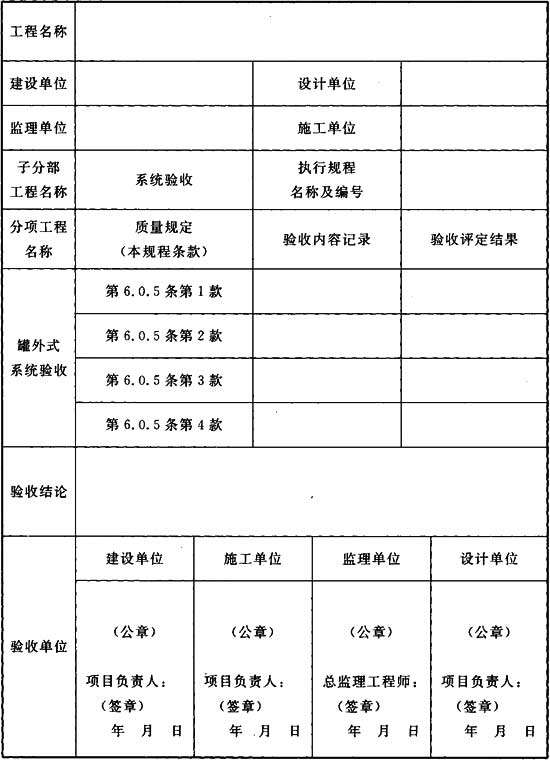 工程名称
建设单位 设计单位
监理单位 施工单位
子分部 执行规程
工程名称 系统验收 名称及编号
分项工程 质量规定 验收内容记录 验收评定结果
名称 （本规程条款）
第6.0.5条第1款
第6.0.5条第2款
罐外式
系统验收
第6.0.5条第3款
第6.0.5条第4款
验收结论
建设单位 施工单位 监理单位 设计单位
验收单位
（公章） （公章） （公章） （公章）
项目负责人： 项目负责人： 总监理工程师： 项目负责人：
（签章） （签章） （签章） （签章）
年 月 日 年 月 日 年 月 日 年 月 日